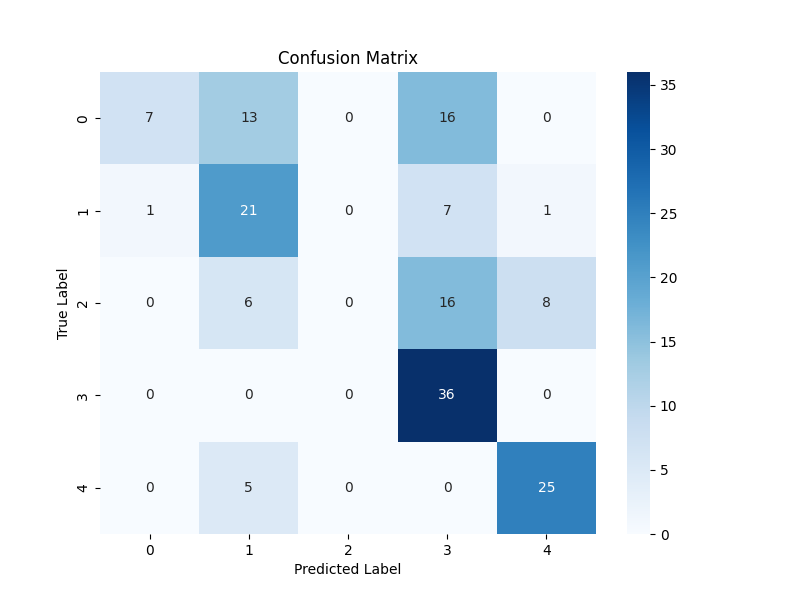 Confusion Matrix
0 7 13 0 16 0
1 1 21 0 7 1
2 0 6 0 16 8
3 0 0 0 36 0
4 0 5 0 0 25
0 1 2 3 4
Predicted Label
True Label
35
30
25
20
15
10
5
0